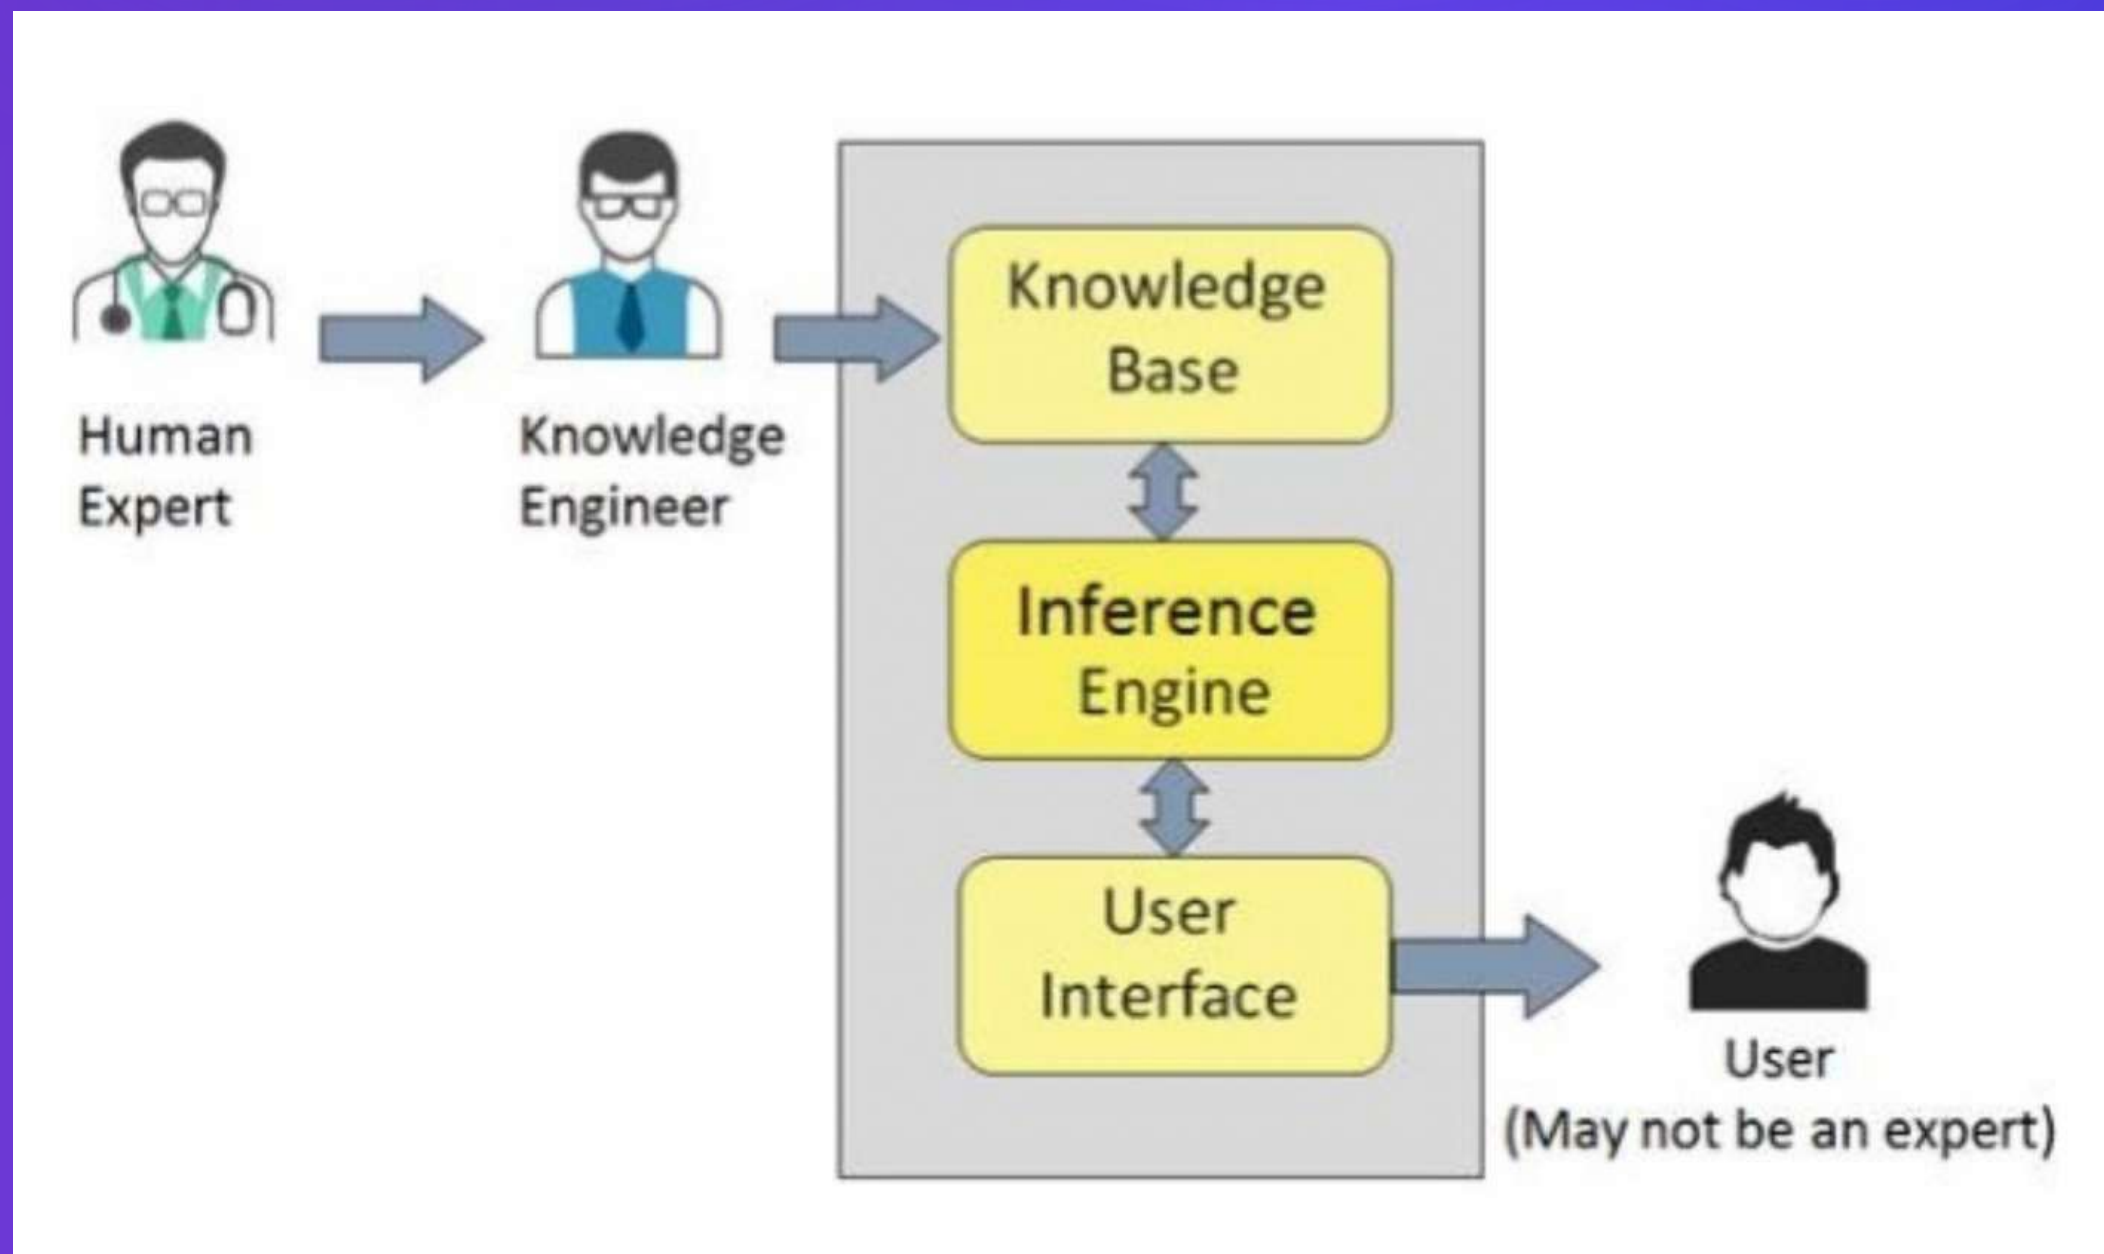 Human
Expert
Knowledge
Engineer
Knowledge
Base
Inference
Engine
User
Interface
User
(May not be an expert)